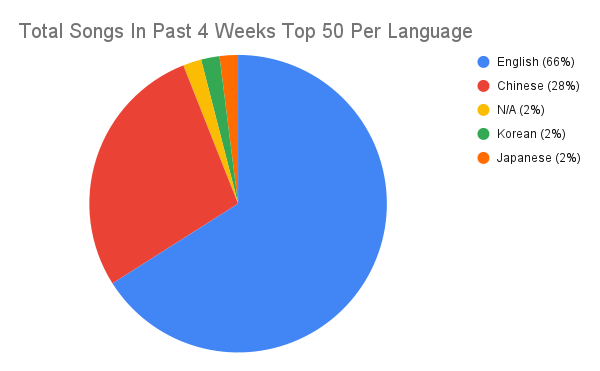 Total Songs In Past 4 Weeks Top 50 Per Language
English (66%)
Chinese (28%)
N/A (2%)
Korean (2%)
Japanese (2%)